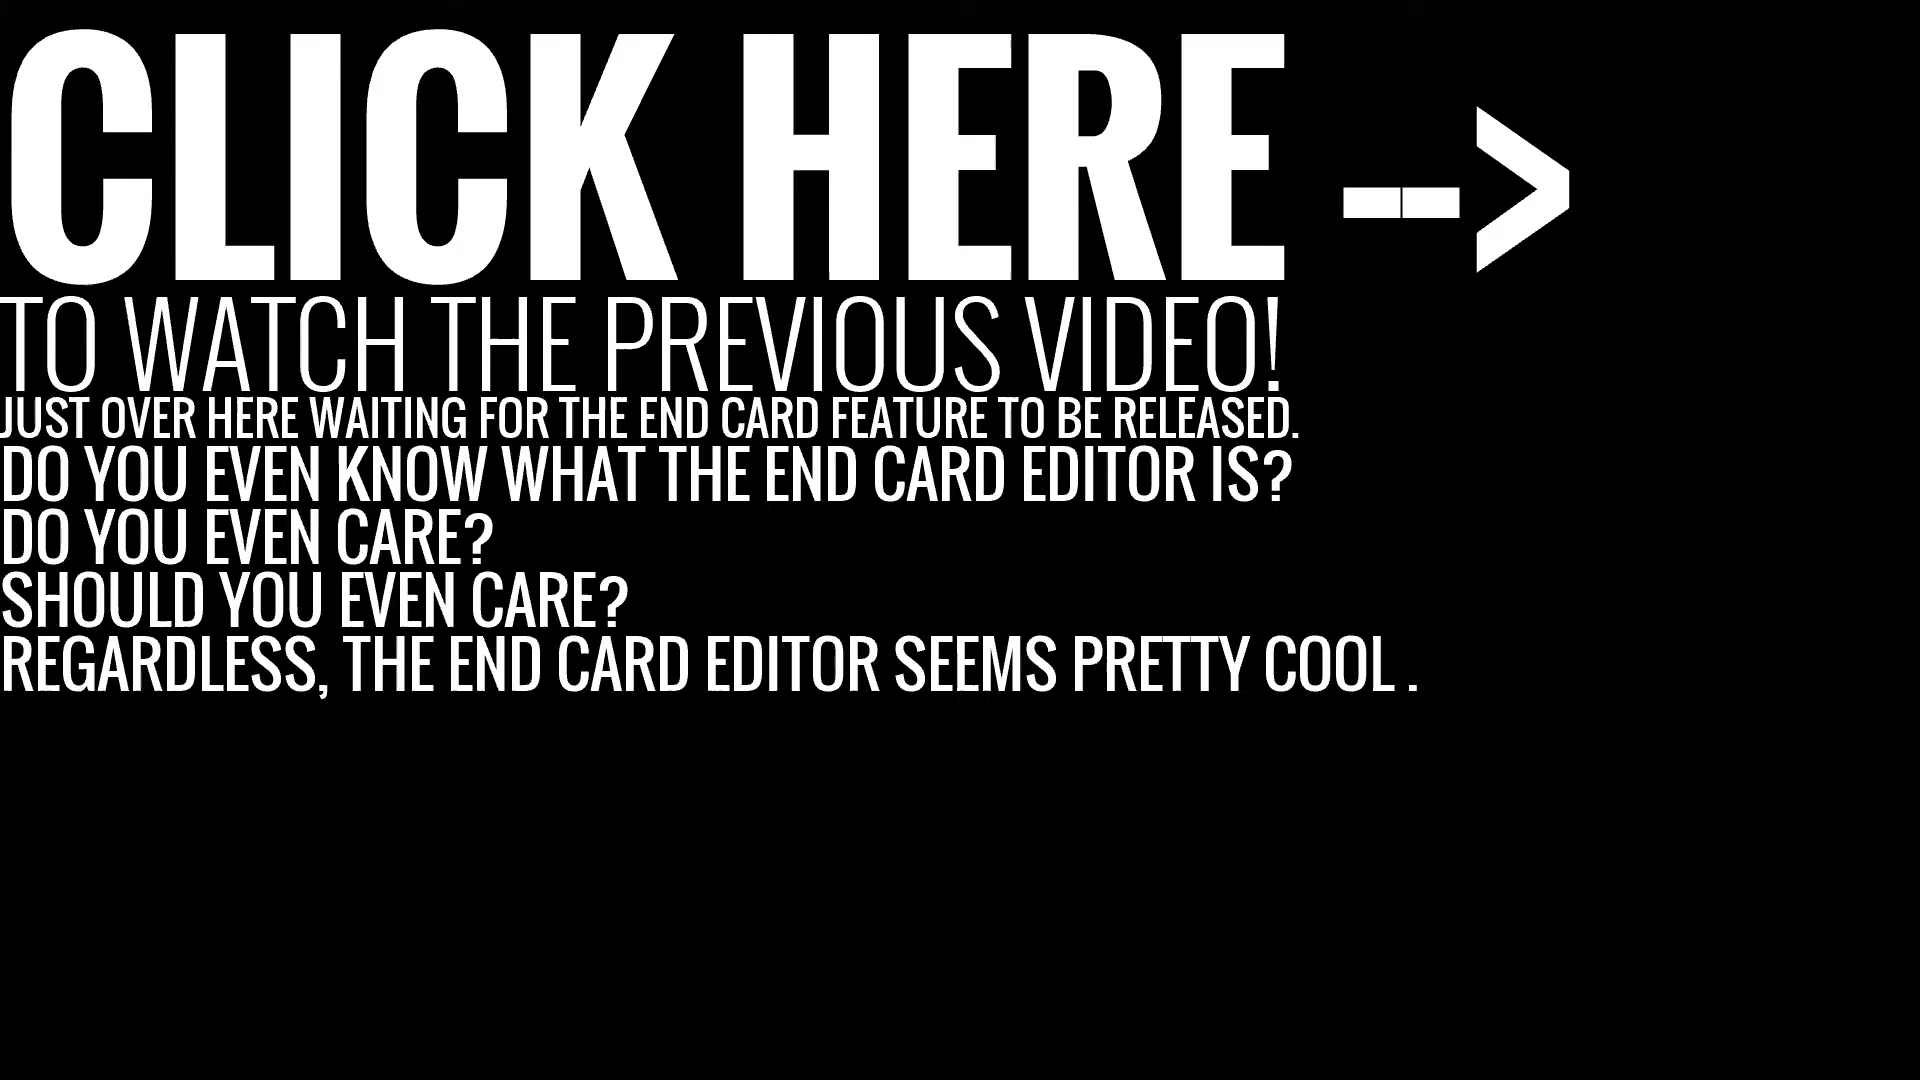 CLICK HERE -->
TO WATCH THE PREVIOUS VIDEO!
JUST OVER HERE WAITING FOR THE END CARD FEATURE TO BE RELEASED.
DO YOU EVEN KNOW WHAT THE END CARD EDITOR IS?
DO YOU EVEN CARE?
SHOULD YOU EVEN CARE?
REGARDLESS, THE END CARD EDITOR SEEMS PRETTY COOL .